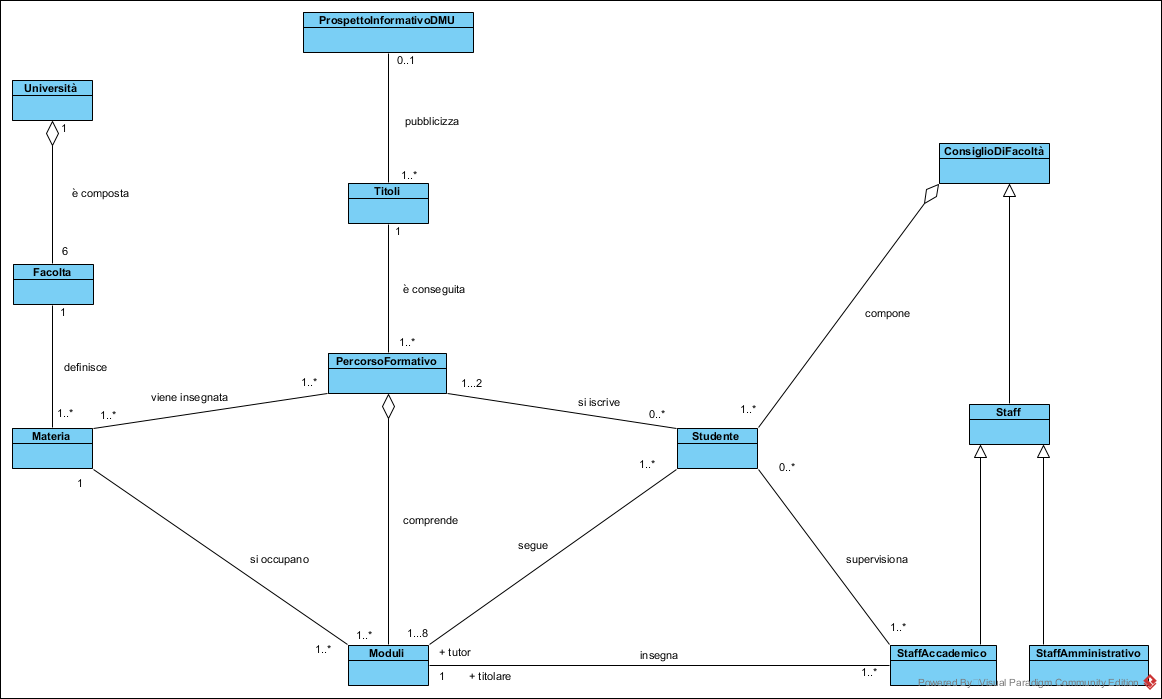 ProspettoInformativoDMU
0..1
Università
1
pubblicizza
ConsiglioDiFacoltà
1..*
Titoli
è composta
1
6
Facolta
è conseguita
1
compone
1..*
PercorsoFormativo
definisce
1..*
1...2
viene insegnata
si iscrive
1..*
1..*
0..*
1..*
Staff
Materia
Studente
1..*
0..*
1
comprende
segue
si occupano
supervisiona
1..*
1..*
1...8
1..*
Moduli
+ tutor
insegna
StaffAccademico
StaffAmministrativo
1
+ titolare
1..*
Powered By Visual Paradigm Community Edition